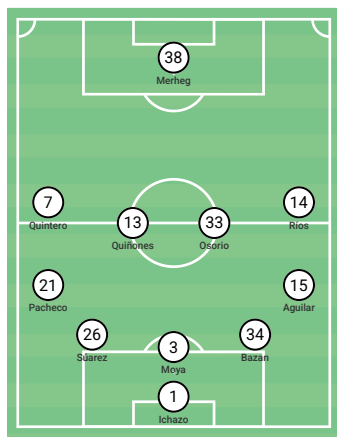 38
Merheg
7
Quintero
13
Quiñones
33
Osorio
14
Ríos
21
Pacheco
15
Aguilar
26
Súarez
3
Moya
34
Bazan
1
Ichazo